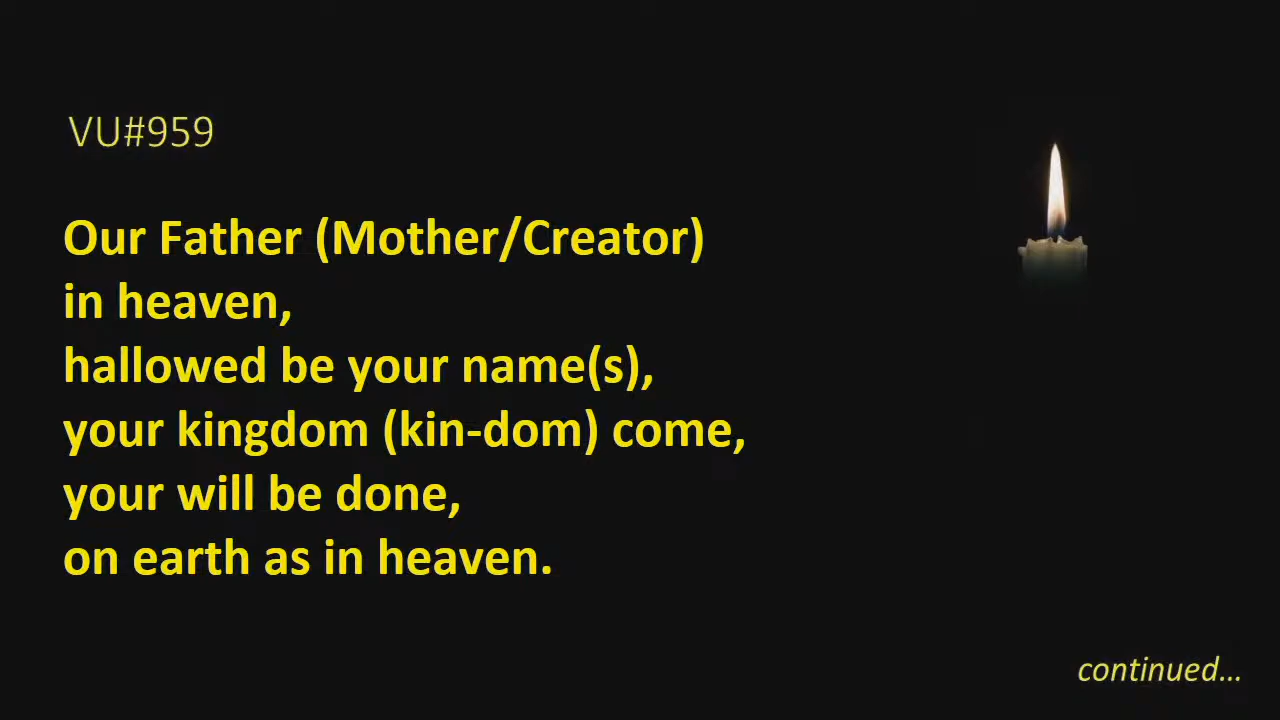 VU#959
Our Father (Mother/Creator)
in heaven,
hallowed be your name(s),
your kingdom (kin-dom) come,
your will be done,
on earth as in heaven.
continued...